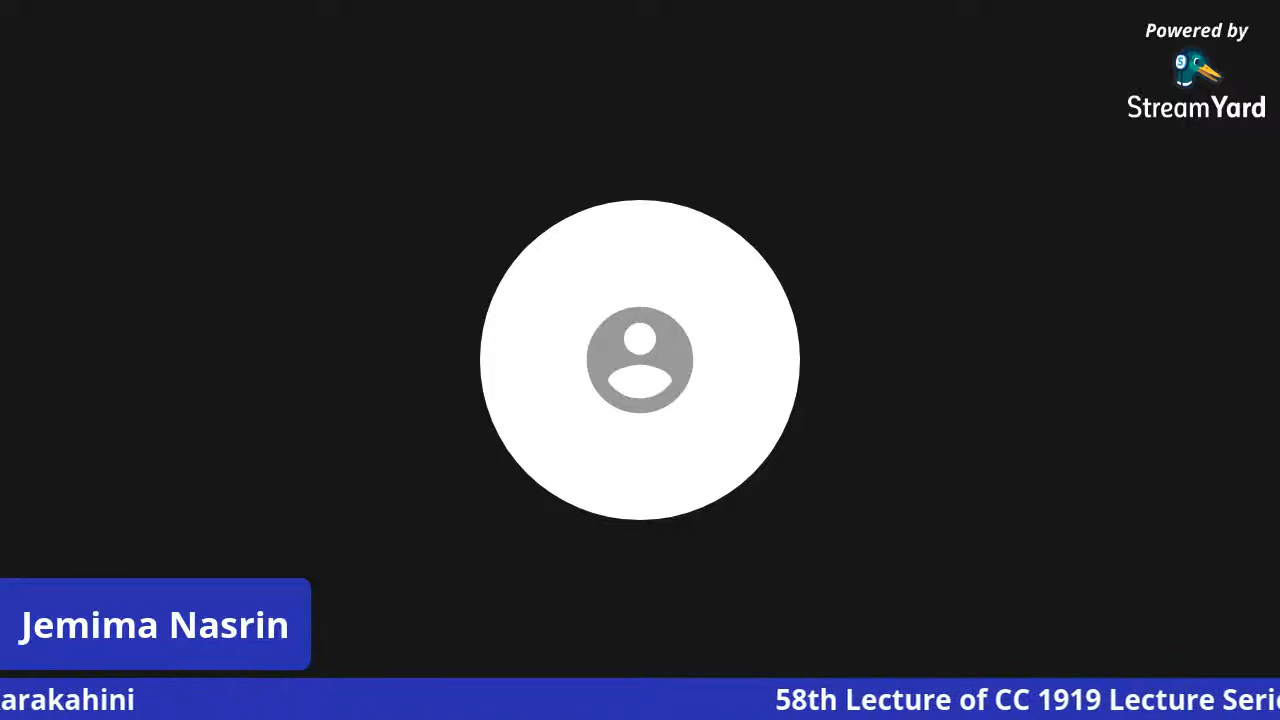 Powered by
StreamYard
Jemima Nasrin
arakahini 58th Lecture of CC 1919 Lecture Seri